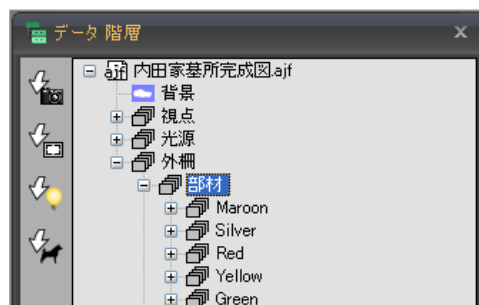 データ階層
内田家墓所完成図.ajf
背景
視点
光源
外柵
部材
Maroon
Silver
Red
Yellow
Green